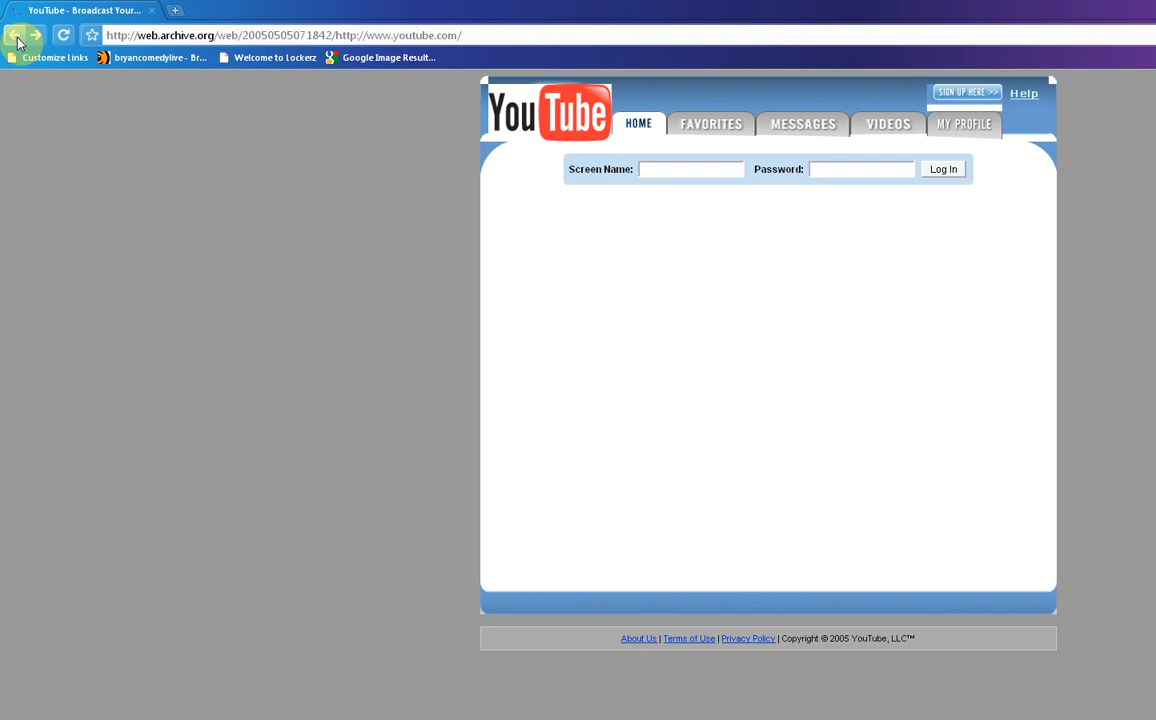 YouTube - Broadcast Your...
http://web.archive.org/web/20050505071842/http://www.youtube.com/
Customize Links bryancomedylive - Br... Welcome to Lockerz Google Image Result...
SIGN UP HERE >> Help
YouTube HOME FAVORITES MESSAGES VIDEOS MY PROFILE
Screen Name: Password: Log In
About Us | Terms of Use | Privacy Policy | Copyright © 2005 YouTube, LLC™